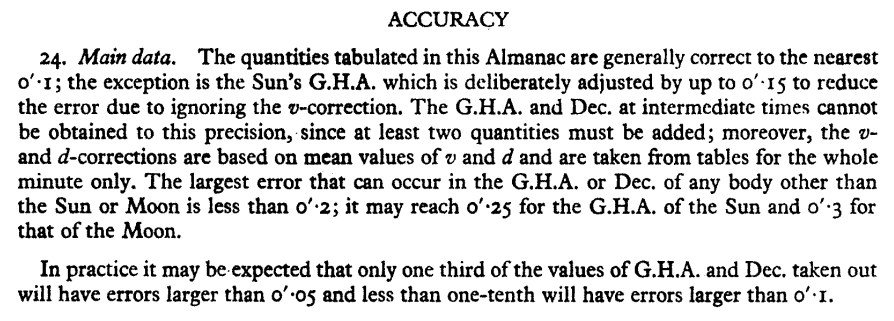 ACCURACY
24. Main data. The quantities tabulated in this Almanac are generally correct to the nearest
0′·1; the exception is the Sun's G.H.A. which is deliberately adjusted by up to 0′·15 to reduce
the error due to ignoring the v-correction. The G.H.A. and Dec. at intermediate times cannot
be obtained to this precision, since at least two quantities must be added; moreover, the v-
and d-corrections are based on mean values of v and d and are taken from tables for the whole
minute only. The largest error that can occur in the G.H.A. or Dec. of any body other than
the Sun or Moon is less than 0′·2; it may reach 0′·25 for the G.H.A. of the Sun and 0′·3 for
that of the Moon.
In practice it may be expected that only one third of the values of G.H.A. and Dec. taken out
will have errors larger than 0′·05 and less than one-tenth will have errors larger than 0′·1.